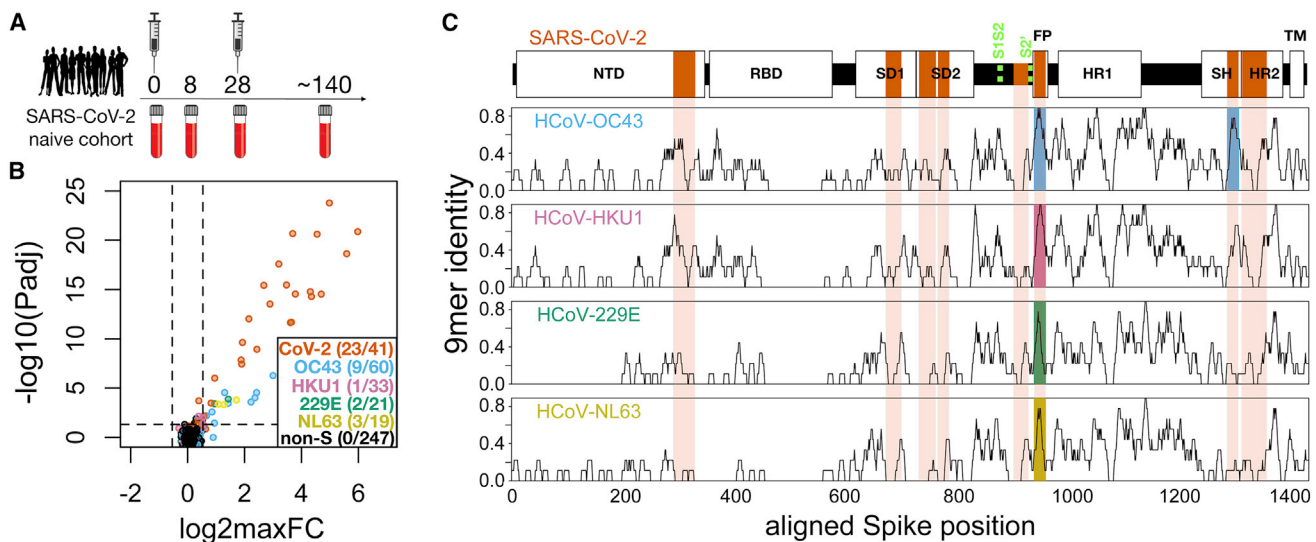 A
0 8 28 ~140
SARS-CoV-2
naive cohort
B
25
20
15
10
5
0
-log10(Padj)
CoV-2 (23/41)
OC43 (9/60)
HKU1 (1/33)
229E (2/21)
NL63 (3/19)
non-S (0/247)
-2 0 2 4 6
log2maxFC
C
SARS-CoV-2
S1S2
S2'
FP
TM
NTD RBD SD1 SD2 HR1 SH HR2
HCoV-OC43
0.8
0.4
0.0
HCoV-HKU1
0.8
0.4
0.0
HCoV-229E
0.8
0.4
0.0
HCoV-NL63
0.8
0.4
0.0
9mer identity
0 200 400 600 800 1000 1200 1400
aligned Spike position